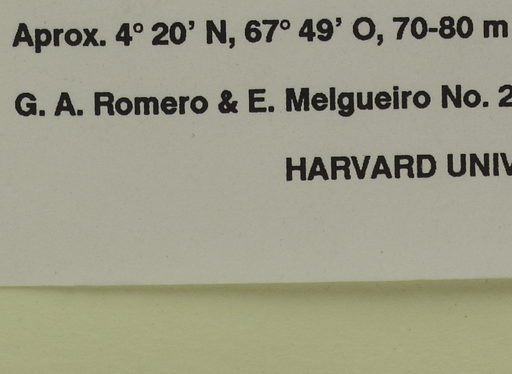 Aprox. 4° 20’ N, 67° 49’ O, 70-80 m
G. A. Romero & E. Melgueiro No. 2
HARVARD UNIV